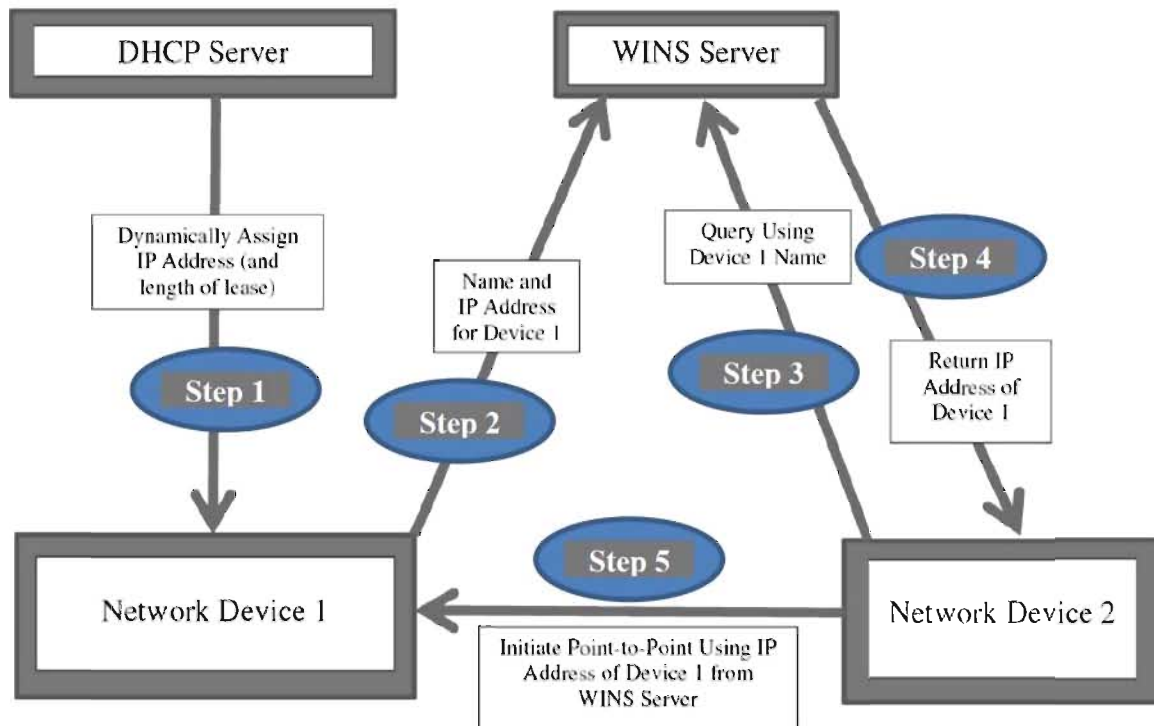 DHCP Server
WINS Server
Dynamically Assign
IP Address (and
length of lease)
Step 1
Name and
IP Address
for Device 1
Step 2
Query Using
Device 1 Name
Step 3
Step 4
Return IP
Address of
Device 1
Step 5
Network Device 1
Network Device 2
Initiate Point-to-Point Using IP
Address of Device 1 from
WINS Server